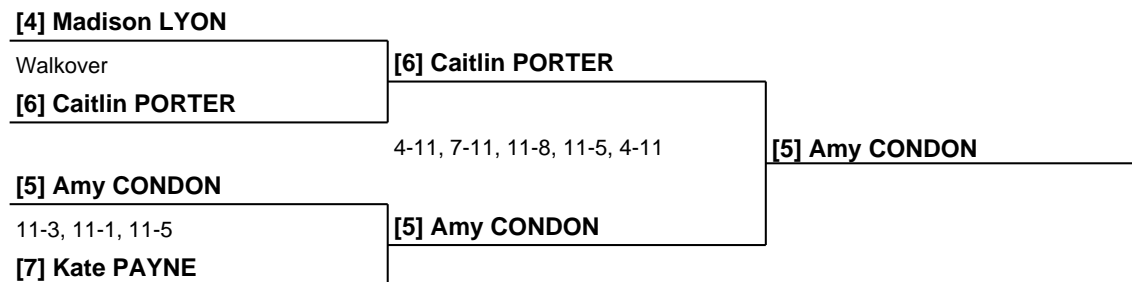 [4] Madison LYON
Walkover
[6] Caitlin PORTER
[6] Caitlin PORTER
4-11, 7-11, 11-8, 11-5, 4-11
[5] Amy CONDON
[5] Amy CONDON
11-3, 11-1, 11-5
[5] Amy CONDON
[7] Kate PAYNE